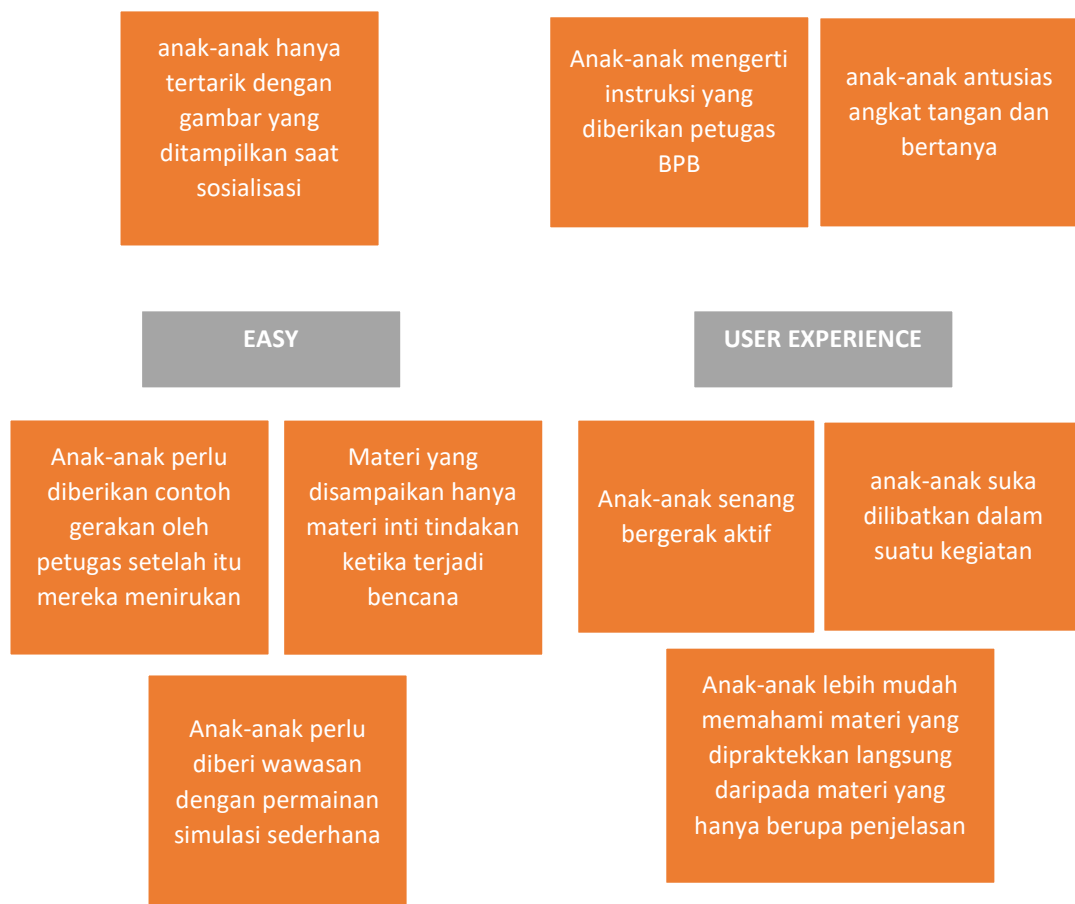 anak-anak hanya
tertarik dengan
gambar yang
ditampilkan saat
sosialisasi
Anak-anak mengerti
instruksi yang
diberikan petugas
BPB
anak-anak antusias
angkat tangan dan
bertanya
EASY
USER EXPERIENCE
Anak-anak perlu
diberikan contoh
gerakan oleh
petugas setelah itu
mereka menirukan
Materi yang
disampaikan hanya
materi inti tindakan
ketika terjadi
bencana
Anak-anak senang
bergerak aktif
anak-anak suka
dilibatkan dalam
suatu kegiatan
Anak-anak perlu
diberi wawasan
dengan permainan
simulasi sederhana
Anak-anak lebih mudah
memahami materi yang
dipraktekkan langsung
daripada materi yang
hanya berupa penjelasan